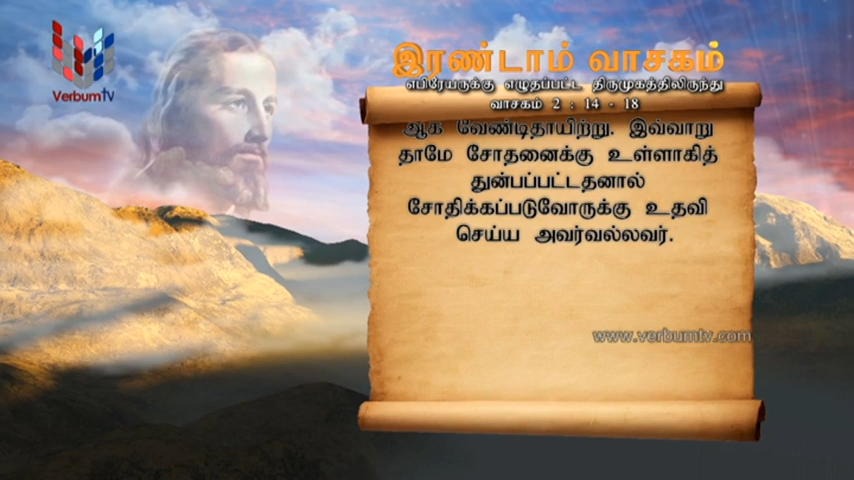 VerbumTV
இரண்டாம் வாசகம்
எபிரேயருக்கு எழுதப்பட்ட திருமுகத்திலிருந்து
வாசகம் 2 : 14 - 18
ஆக வேண்டிதாயிற்று. இவ்வாறு
தாமே சோதனைக்கு உள்ளாகித்
துன்பப்பட்டதனால்
சோதிக்கப்படுவோருக்கு உதவி
செய்ய அவர்வல்லவர்.
www.verbumtv.com